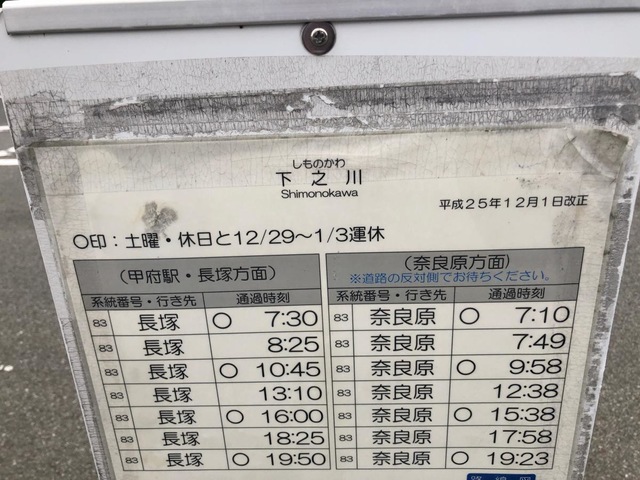 しものかわ
下之川
Shimonokawa
平成25年12月1日改正
〇印：土曜・休日と12/29～1/3運休
(甲府駅・長塚方面)
系統番号・行き先 通過時刻
83 長塚 〇 7:30
83 長塚 8:25
83 長塚 〇 10:45
83 長塚 13:10
83 長塚 〇 16:00
83 長塚 18:25
83 長塚 〇 19:50
(奈良原方面)
※道路の反対側でお待ちください。
系統番号・行き先 通過時刻
83 奈良原 〇 7:10
83 奈良原 7:49
83 奈良原 〇 9:58
83 奈良原 12:38
83 奈良原 〇 15:38
83 奈良原 17:58
83 奈良原 〇 19:23